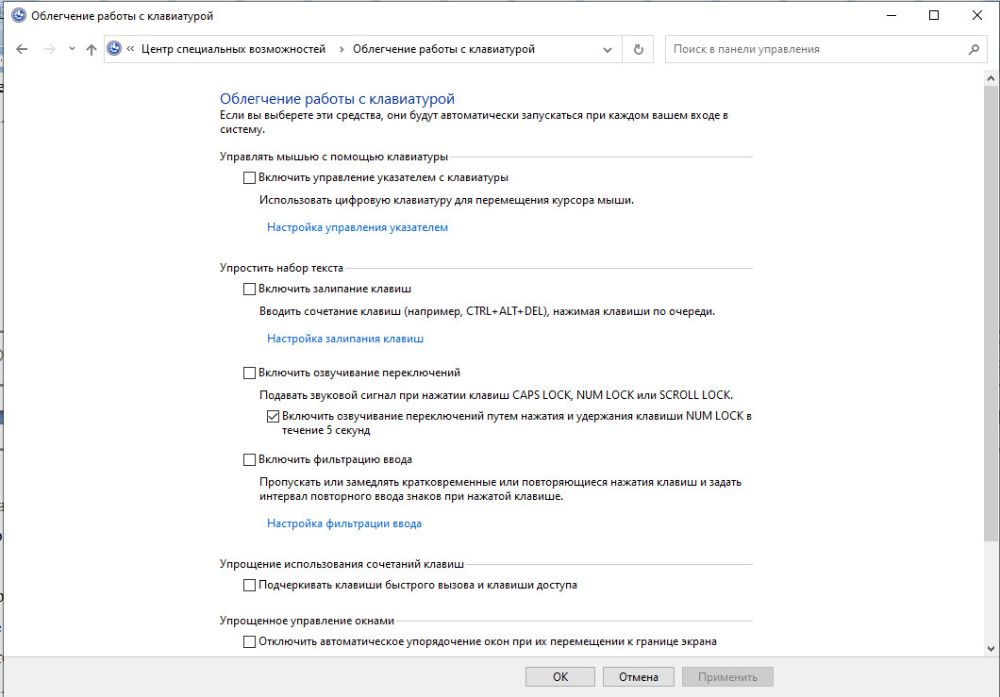 Облегчение работы с клавиатурой
« Центр специальных возможностей > Облегчение работы с клавиатурой
Поиск в панели управления
Облегчение работы с клавиатурой
Если вы выберете эти средства, они будут автоматически запускаться при каждом вашем входе в
систему.
Управлять мышью с помощью клавиатуры
Включить управление указателем с клавиатуры
Использовать цифровую клавиатуру для перемещения курсора мыши.
Настройка управления указателем
Упростить набор текста
Включить залипание клавиш
Вводить сочетание клавиш (например, CTRL+ALT+DEL), нажимая клавиши по очереди.
Настройка залипания клавиш
Включить озвучивание переключений
Подавать звуковой сигнал при нажатии клавиш CAPS LOCK, NUM LOCK или SCROLL LOCK.
Включить озвучивание переключений путем нажатия и удержания клавиши NUM LOCK в
течение 5 секунд
Включить фильтрацию ввода
Пропускать или замедлять кратковременные или повторяющиеся нажатия клавиш и задать
интервал повторного ввода знаков при нажатой клавише.
Настройка фильтрации ввода
Упрощение использования сочетаний клавиш
Подчеркивать клавиши быстрого вызова и клавиши доступа
Упрощенное управление окнами
Отключить автоматическое упорядочение окон при их перемещении к границе экрана
ОК
Отмена
Применить